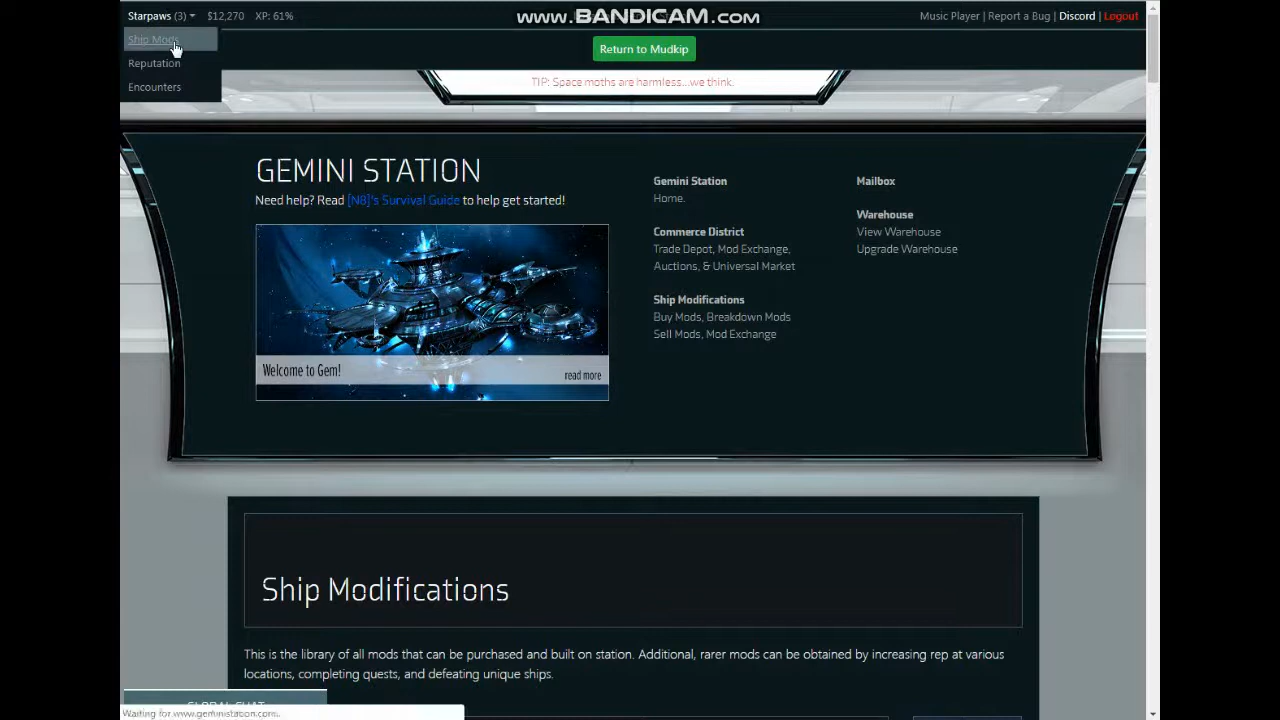 Starpaws (3) $12,270 XP: 61%
www.BANDICAM.com
Music Player | Report a Bug | Discord | Logout
Ship Mods
Reputation
Encounters
Return to Mudkip
TIP: Space moths are harmless...we think.
GEMINI STATION
Need help? Read [N8]'s Survival Guide to help get started!
Welcome to Gem!
read more
Gemini Station
Home.
Commerce District
Trade Depot, Mod Exchange,
Auctions, & Universal Market
Ship Modifications
Buy Mods, Breakdown Mods
Sell Mods, Mod Exchange
Mailbox
Warehouse
View Warehouse
Upgrade Warehouse
Ship Modifications
This is the library of all mods that can be purchased and built on station. Additional, rarer mods can be obtained by increasing rep at various
locations, completing quests, and defeating unique ships.
GLOBAL CHAT
Waiting for www.geministation.com...